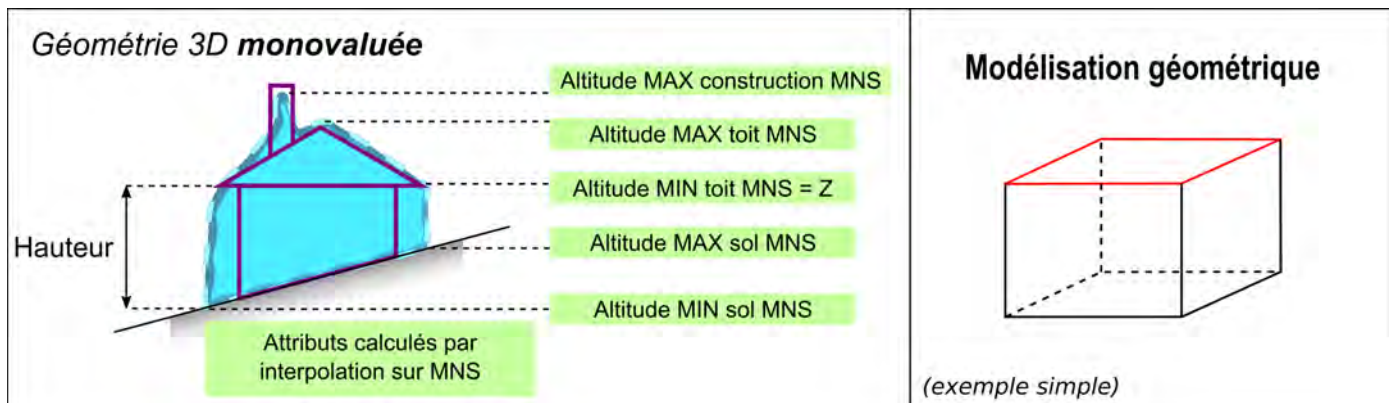 Géométrie 3D monovaluée
Altitude MAX construction MNS
Altitude MAX toit MNS
Altitude MIN toit MNS = Z
Hauteur
Altitude MAX sol MNS
Altitude MIN sol MNS
Attributs calculés par
interpolation sur MNS
Modélisation géométrique
(exemple simple)